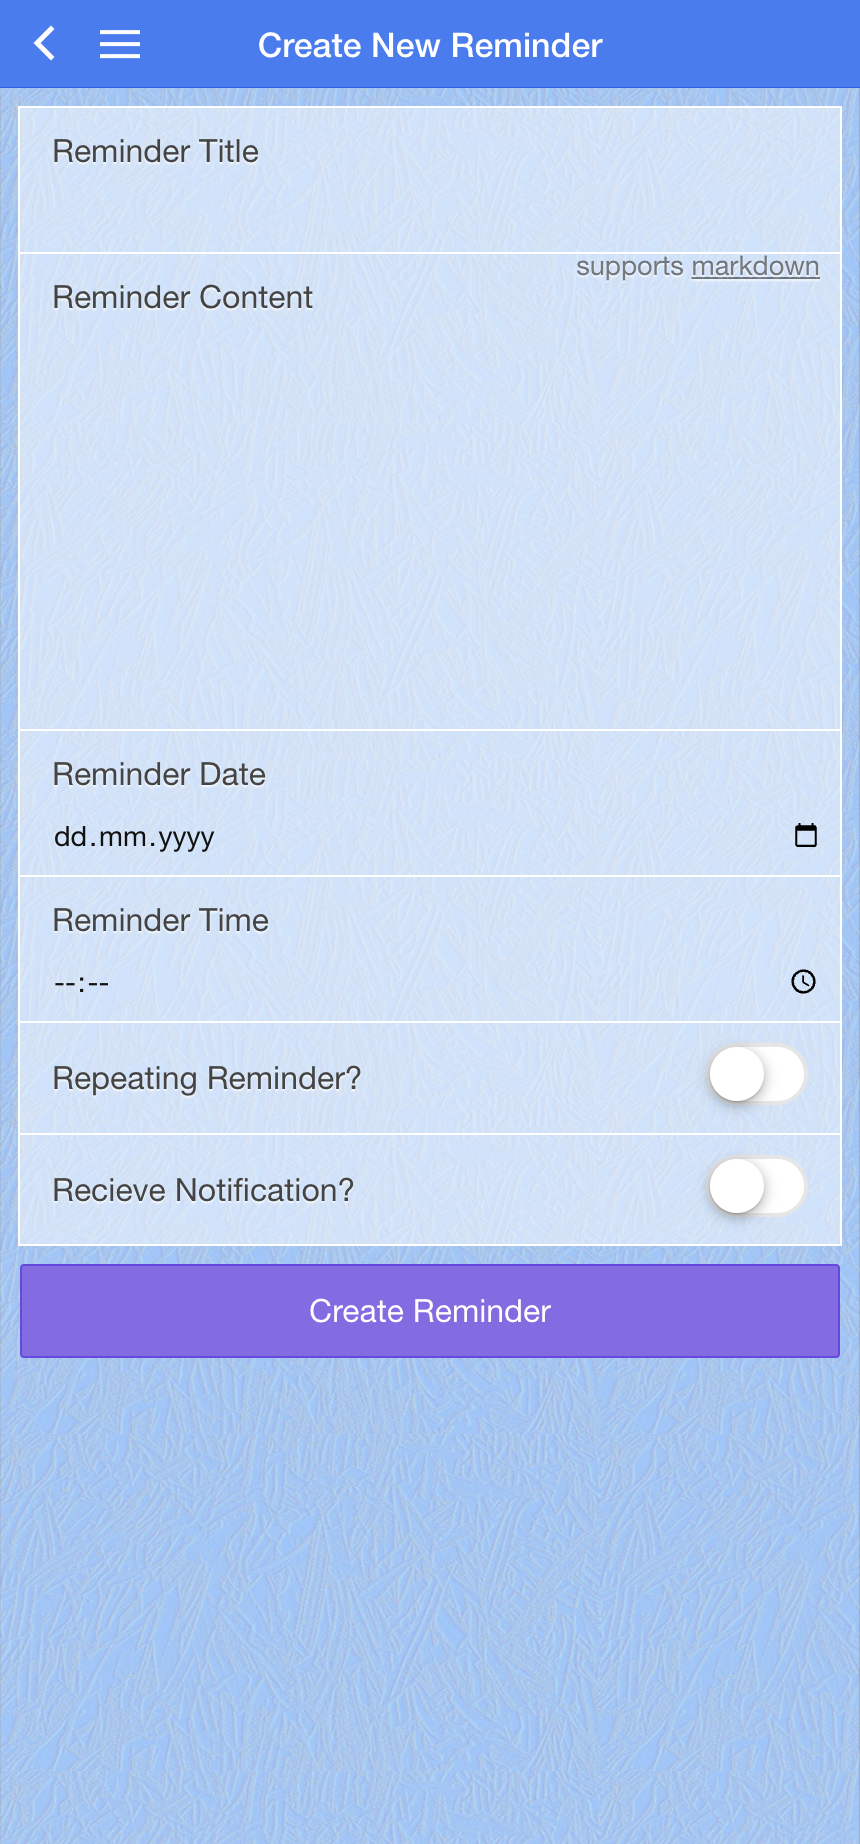 Create New Reminder
Reminder Title
supports markdown
Reminder Content
Reminder Date
dd.mm.yyyy
Reminder Time
--:--
Repeating Reminder?
Recieve Notification?
Create Reminder